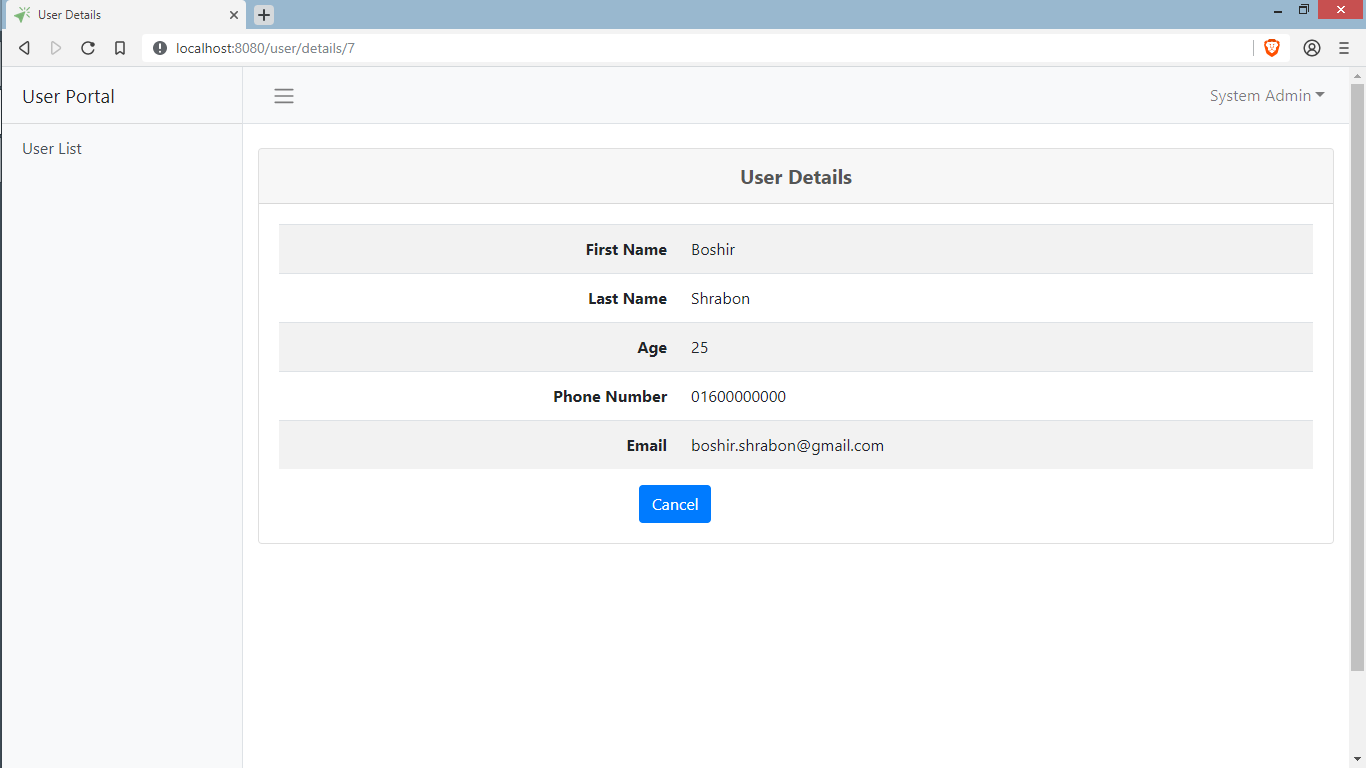 User Details
localhost:8080/user/details/7
User Portal
System Admin
User List
User Details
First Name Boshir
Last Name Shrabon
Age 25
Phone Number 01600000000
Email boshir.shrabon@gmail.com
Cancel